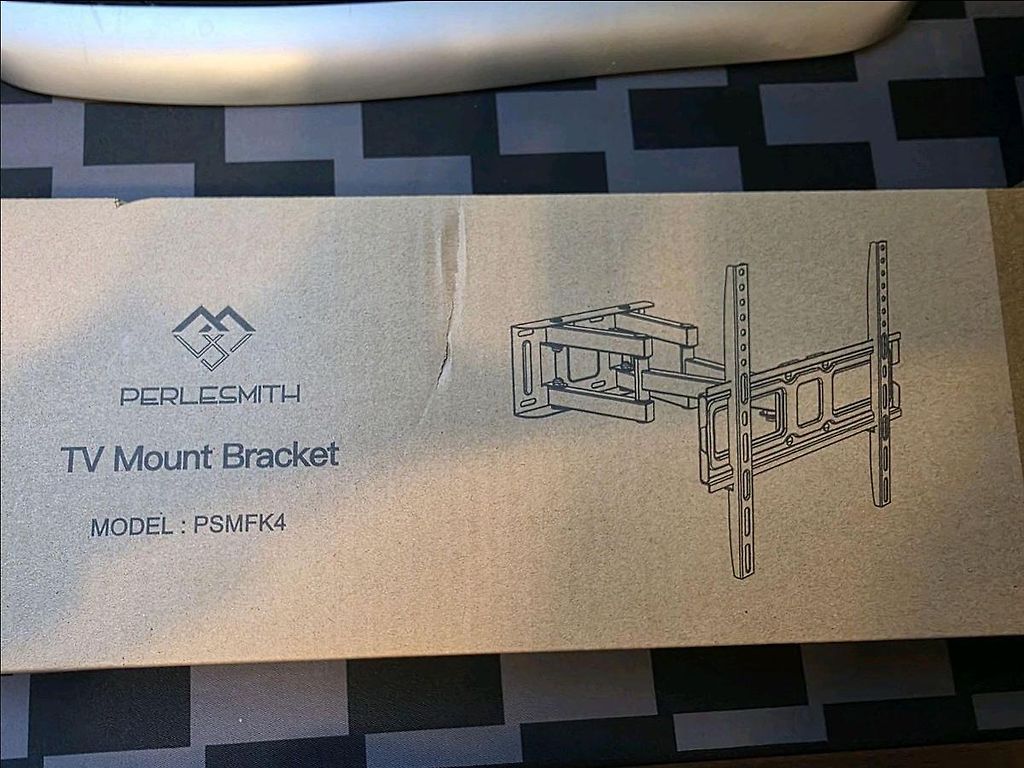 PERLESMITH
TV Mount Bracket
MODEL : PSMFK4